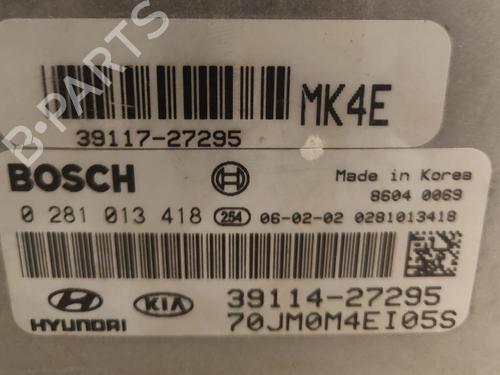 MK4E
39117-27295
BOSCH
Made in Korea
8604 0069
0 281 013 418 254 06-02-02 0281013418
HYUNDAI KIA 39114-27295
70JM0M4EI05S
B-PARTS